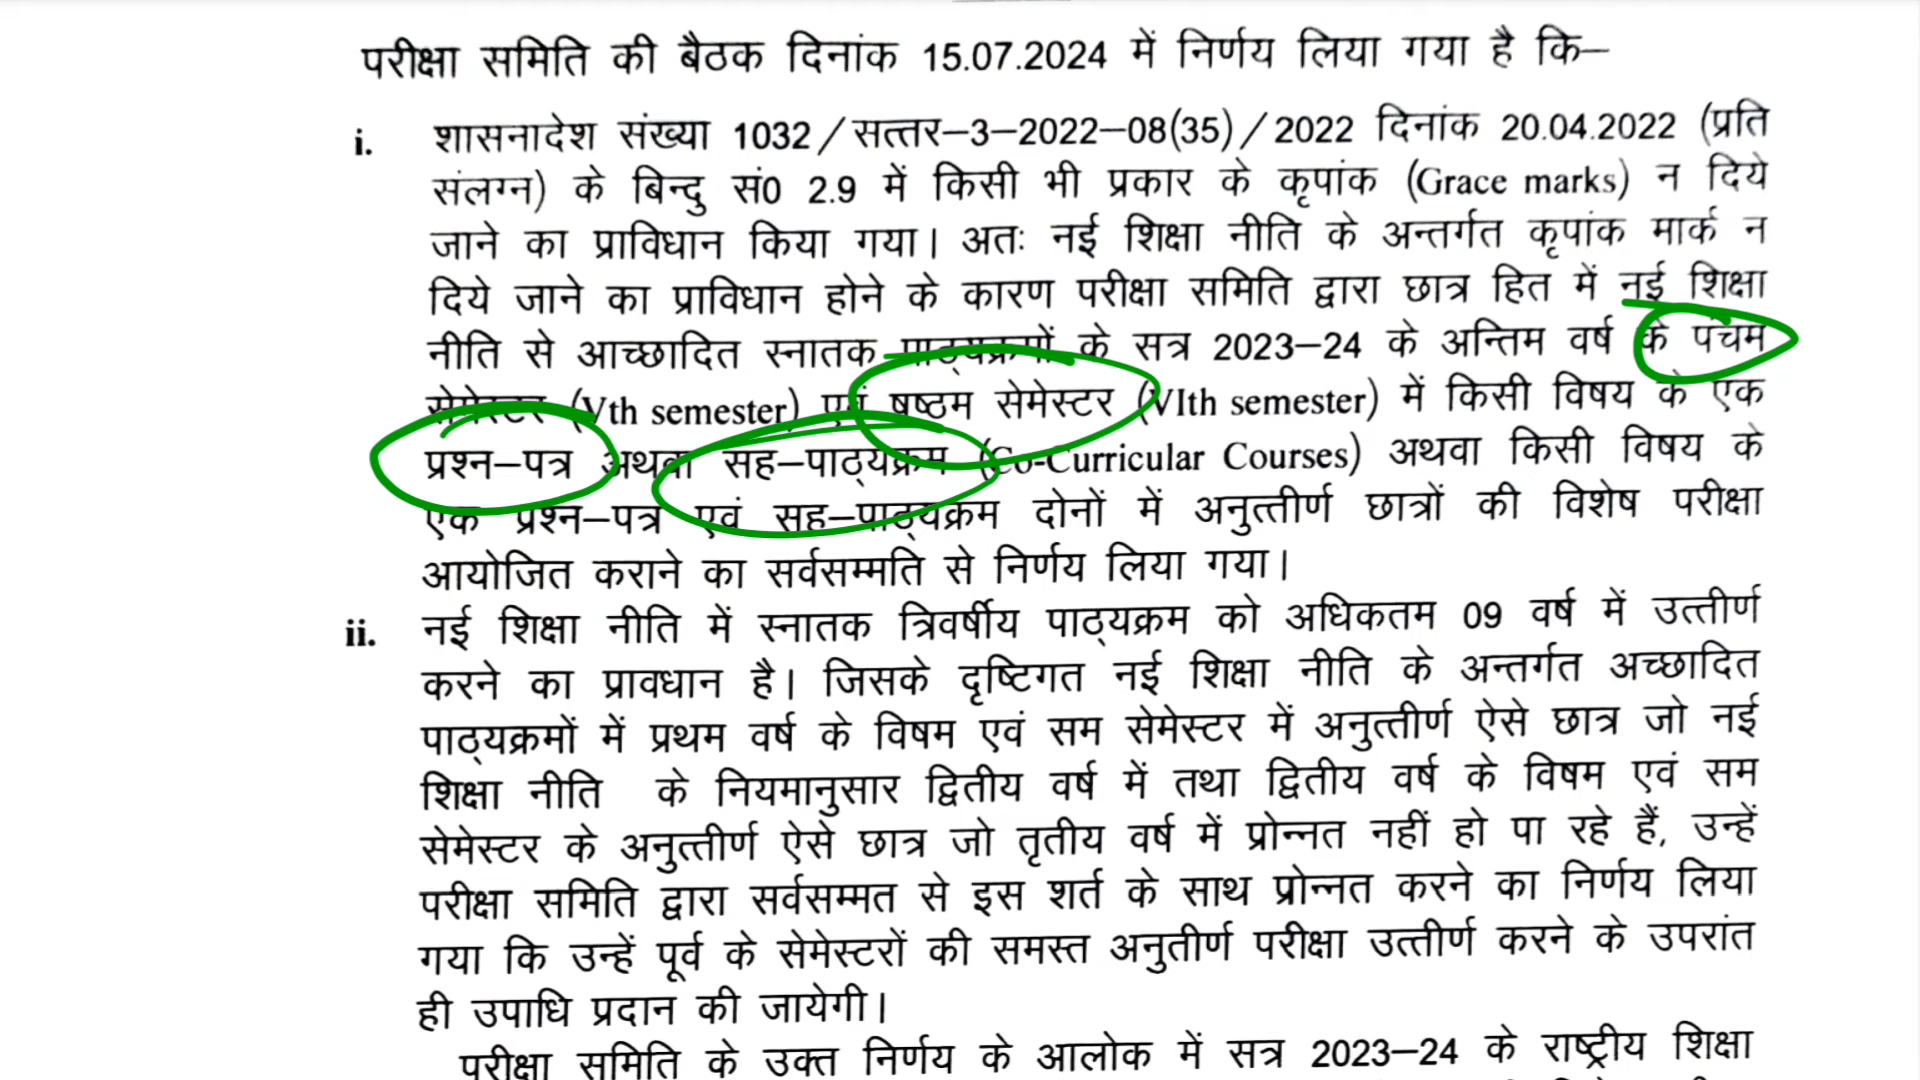 परीक्षा समिति की बैठक दिनांक 15.07.2024 में निर्णय लिया गया है कि–
i. शासनादेश संख्या 1032/सत्तर–3–2022–08(35)/2022 दिनांक 20.04.2022 (प्रति
संलग्न) के बिन्दु सं0 2.9 में किसी भी प्रकार के कृपांक (Grace marks) न दिये
जाने का प्राविधान किया गया। अतः नई शिक्षा नीति के अन्तर्गत कृपांक मार्क न
दिये जाने का प्राविधान होने के कारण परीक्षा समिति द्वारा छात्र हित में नई शिक्षा
नीति से आच्छादित स्नातक पाठ्यक्रमों के सत्र 2023–24 के अन्तिम वर्ष के पंचम
सेमेस्टर (Vth semester) एवं षष्ठम सेमेस्टर (VIth semester) में किसी विषय के एक
प्रश्न–पत्र अथवा सह–पाठ्यक्रम (Co-Curricular Courses) अथवा किसी विषय के
एक प्रश्न–पत्र एवं सह–पाठ्यक्रम दोनों में अनुत्तीर्ण छात्रों की विशेष परीक्षा
आयोजित कराने का सर्वसम्मति से निर्णय लिया गया।
ii. नई शिक्षा नीति में स्नातक त्रिवर्षीय पाठ्यक्रम को अधिकतम 09 वर्ष में उत्तीर्ण
करने का प्रावधान है। जिसके दृष्टिगत नई शिक्षा नीति के अन्तर्गत अच्छादित
पाठ्यक्रमों में प्रथम वर्ष के विषम एवं सम सेमेस्टर में अनुत्तीर्ण ऐसे छात्र जो नई
शिक्षा नीति के नियमानुसार द्वितीय वर्ष में तथा द्वितीय वर्ष के विषम एवं सम
सेमेस्टर के अनुत्तीर्ण ऐसे छात्र जो तृतीय वर्ष में प्रोन्नत नहीं हो पा रहे हैं, उन्हें
परीक्षा समिति द्वारा सर्वसम्मत से इस शर्त के साथ प्रोन्नत करने का निर्णय लिया
गया कि उन्हें पूर्व के सेमेस्टरों की समस्त अनुतीर्ण परीक्षा उत्तीर्ण करने के उपरांत
ही उपाधि प्रदान की जायेगी।
परीक्षा समिति के उक्त निर्णय के आलोक में सत्र 2023–24 के राष्ट्रीय शिक्षा